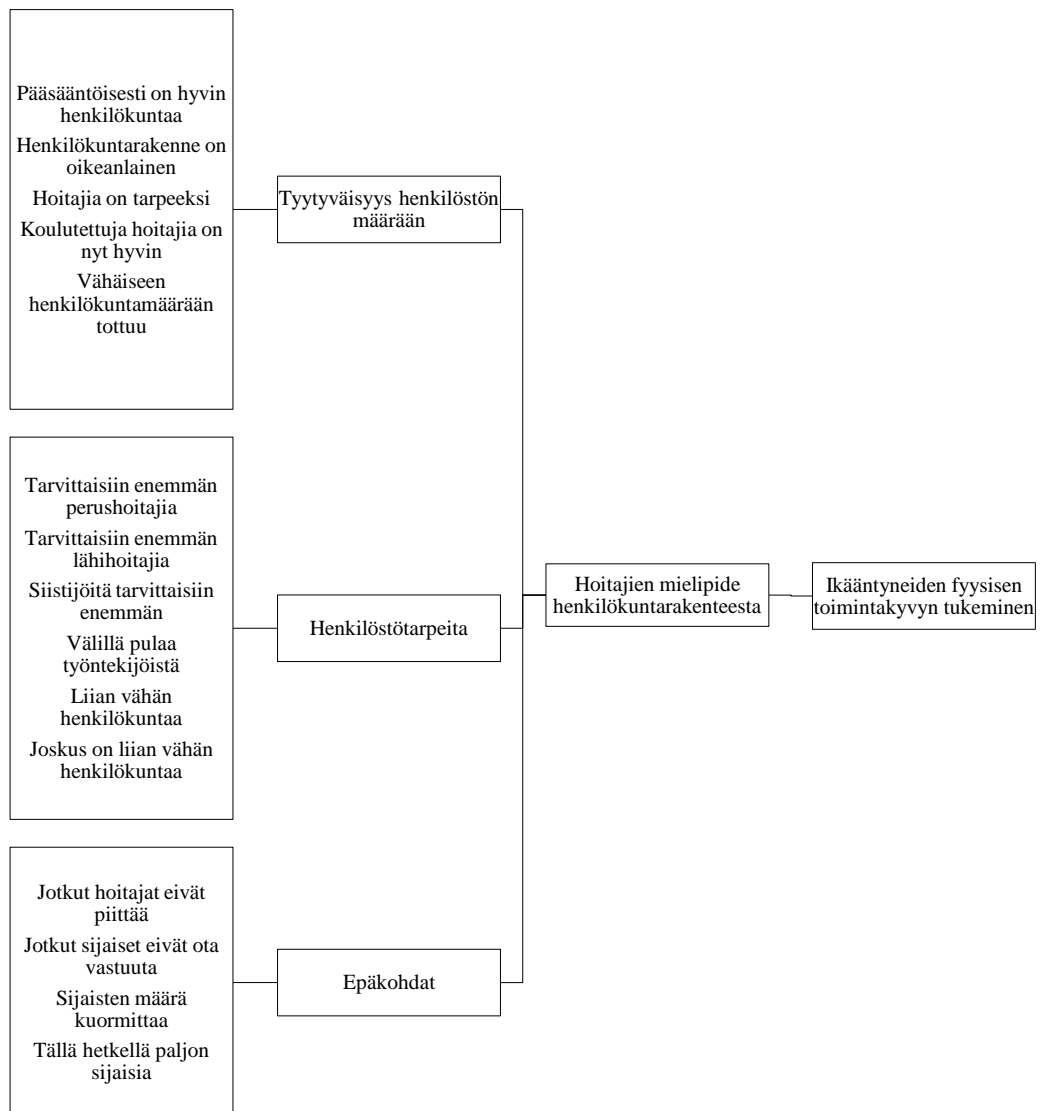 Pääsääntöisesti on hyvin
henkilökuntaa
Henkilökuntarakenne on
oikeanlainen
Hoitajia on tarpeeksi
Koulutettuja hoitajia on
nyt hyvin
Vähäiseen
henkilökuntamäärään
tottuu
Tyytyväisyys henkilöstön
määrään
Tarvittaisiin enemmän
perushoitajia
Tarvittaisiin enemmän
lähihoitajia
Siistijöitä tarvittaisiin
enemmän
Välillä pulaa
työntekijöistä
Liian vähän
henkilökuntaa
Joskus on liian vähän
henkilökuntaa
Henkilöstötarpeita
Jotkut hoitajat eivät
piittää
Jotkut sijaiset eivät ota
vastuuta
Sijaisten määrä
kuormittaa
Tällä hetkellä paljon
sijaisia
Epäkohdat
Hoitajien mielipide
henkilökuntarakenteesta
Ikääntyneiden fyysisen
toimintakyvyn tukeminen